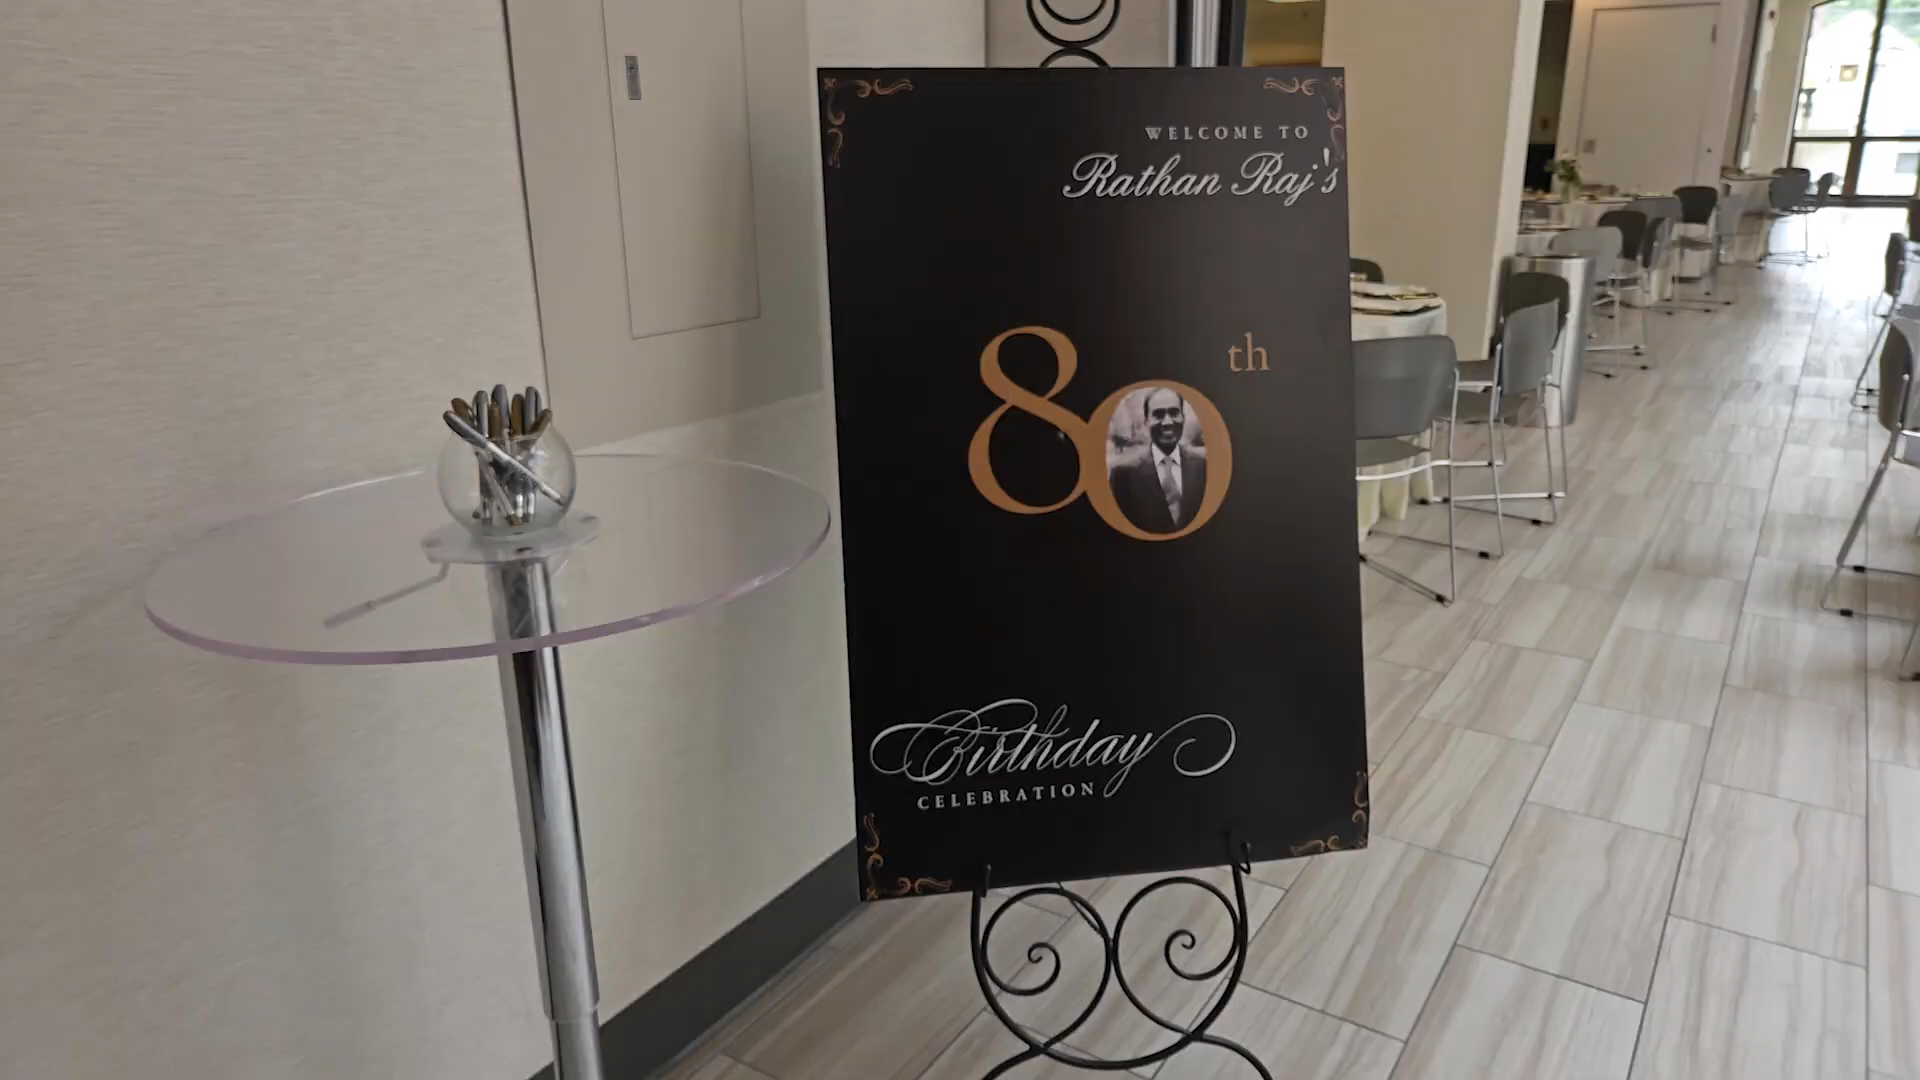 WELCOME TO
Rathan Raj's
80th
Birthday
CELEBRATION